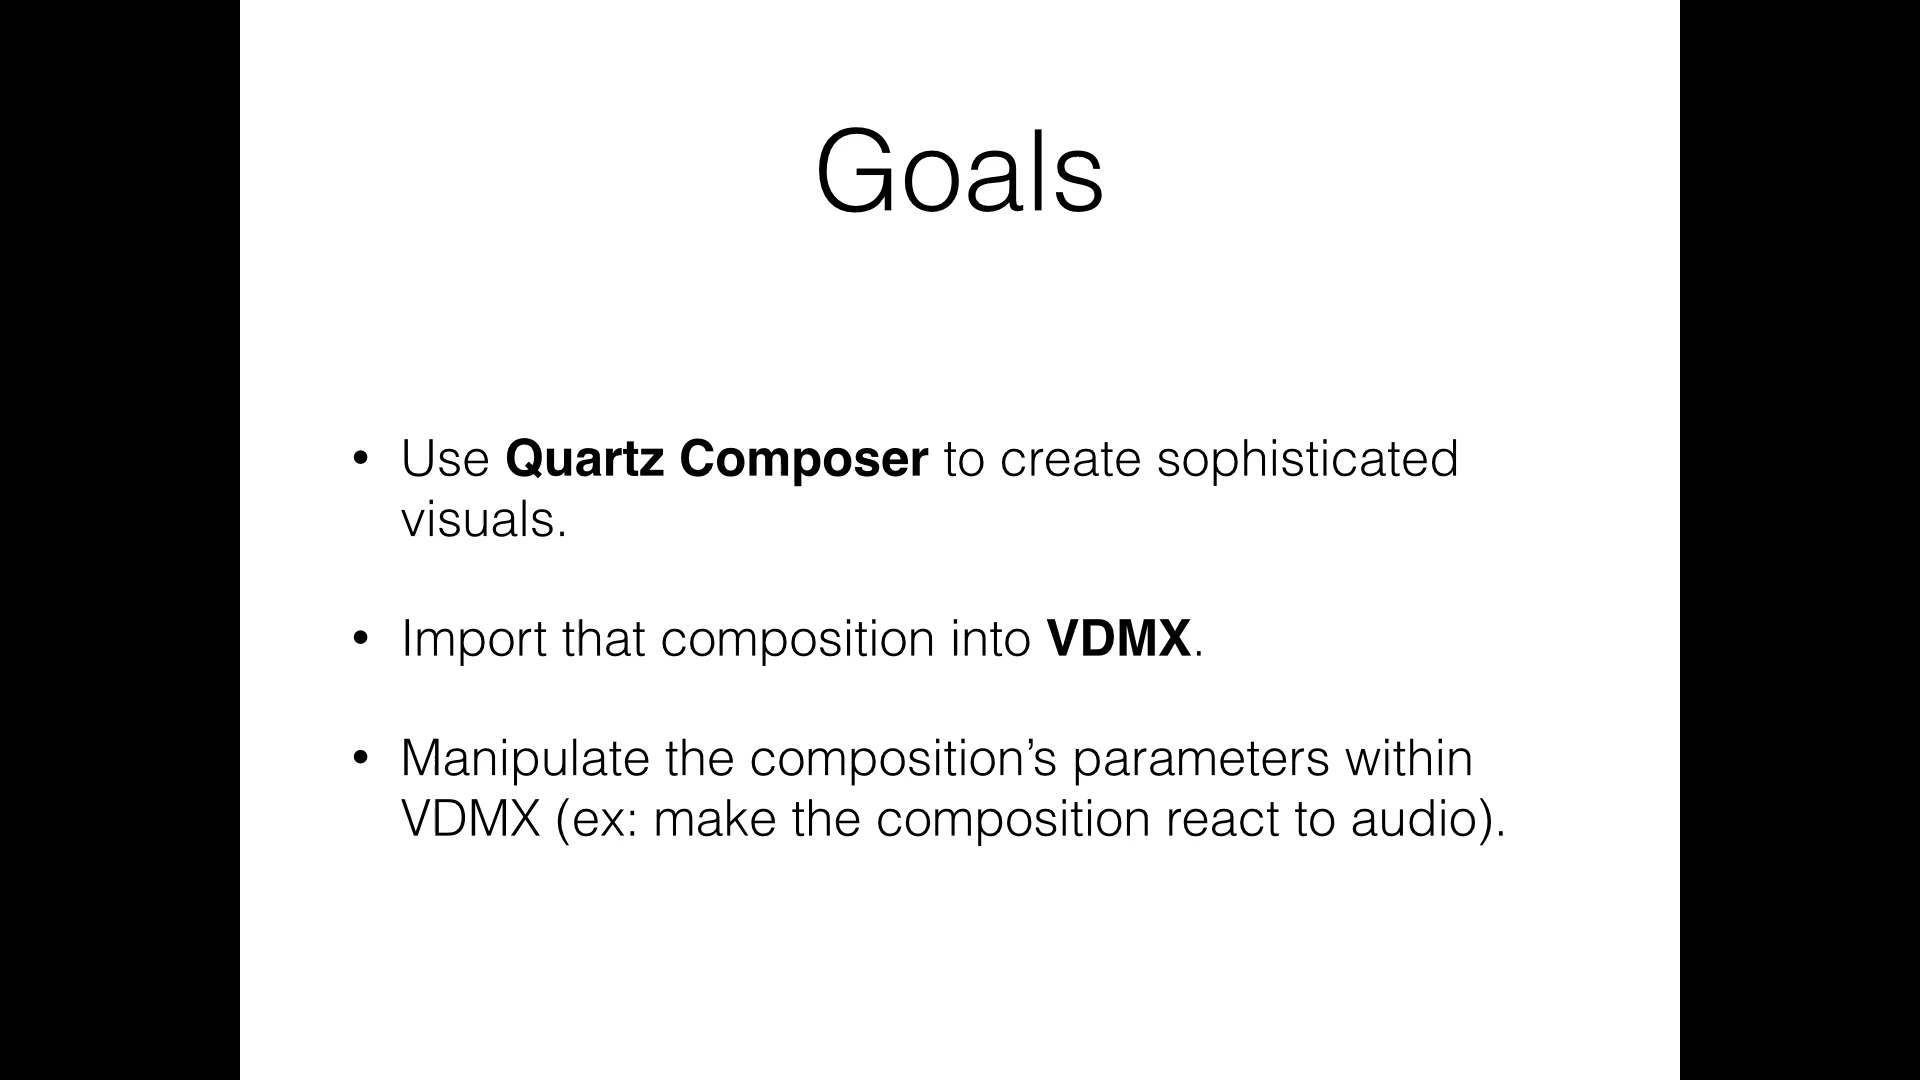 Goals
• Use Quartz Composer to create sophisticated
visuals.
• Import that composition into VDMX.
• Manipulate the composition’s parameters within
VDMX (ex: make the composition react to audio).